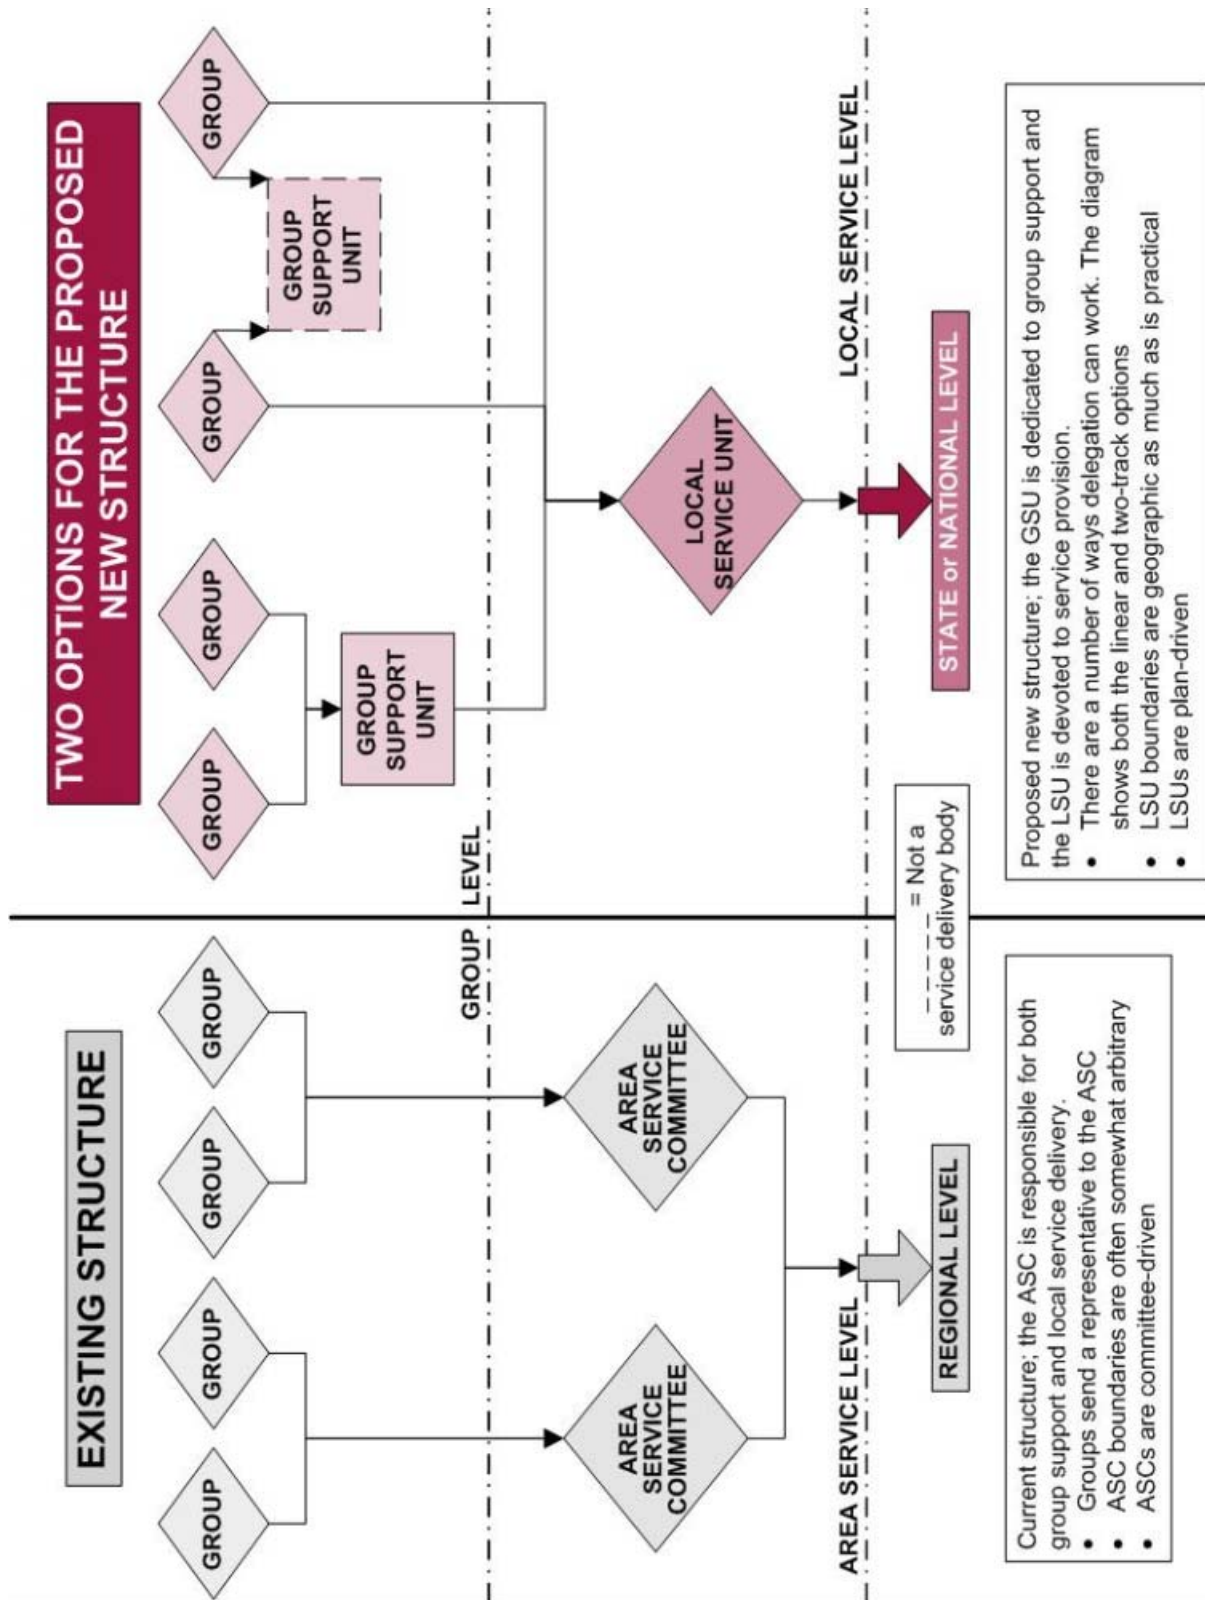 EXISTING STRUCTURE
GROUP
GROUP
GROUP
GROUP
GROUP
AREA
SERVICE
COMMITTEE
AREA
SERVICE
COMMITTEE
AREA SERVICE LEVEL
REGIONAL LEVEL
Current structure; the ASC is responsible for both
group support and local service delivery.
• Groups send a representative to the ASC
• ASC boundaries are often somewhat arbitrary
• ASCs are committee-driven
TWO OPTIONS FOR THE PROPOSED
NEW STRUCTURE
GROUP
GROUP
GROUP
GROUP
GROUP
SUPPORT
UNIT
GROUP
SUPPORT
UNIT
LEVEL
LOCAL
SERVICE UNIT
LOCAL SERVICE LEVEL
STATE or NATIONAL LEVEL
_ _ _ _ _ = Not a
service delivery body
Proposed new structure; the GSU is dedicated to group support and
the LSU is devoted to service provision.
• There are a number of ways delegation can work. The diagram
shows both the linear and two-track options
• LSU boundaries are geographic as much as is practical
• LSUs are plan-driven